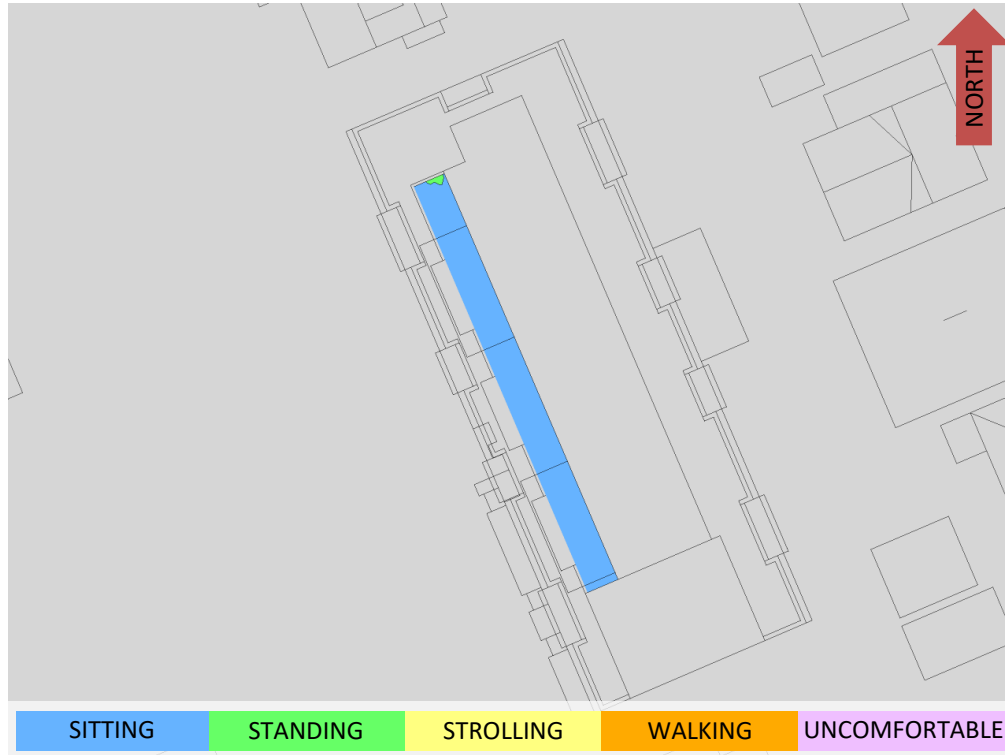 NORTH
SITTING
STANDING
STROLLING
WALKING
UNCOMFORTABLE